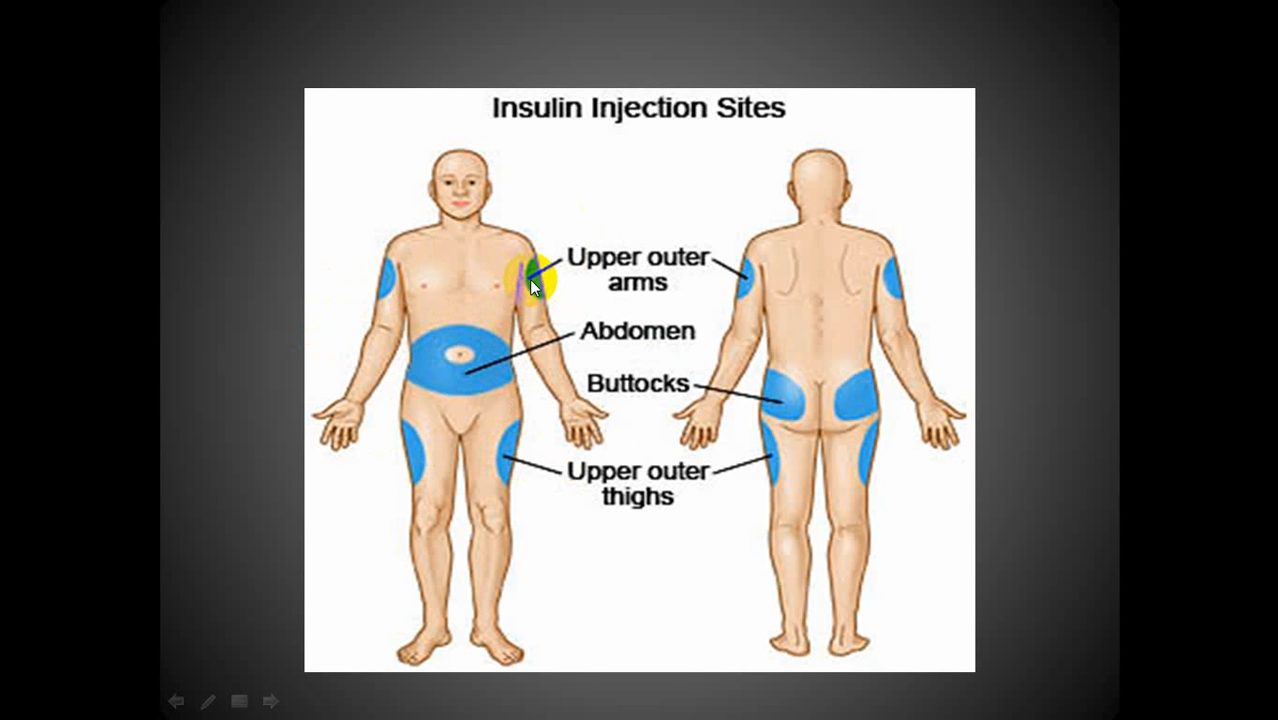 Insulin Injection Sites
Upper outer
arms
Abdomen
Buttocks
Upper outer
thighs